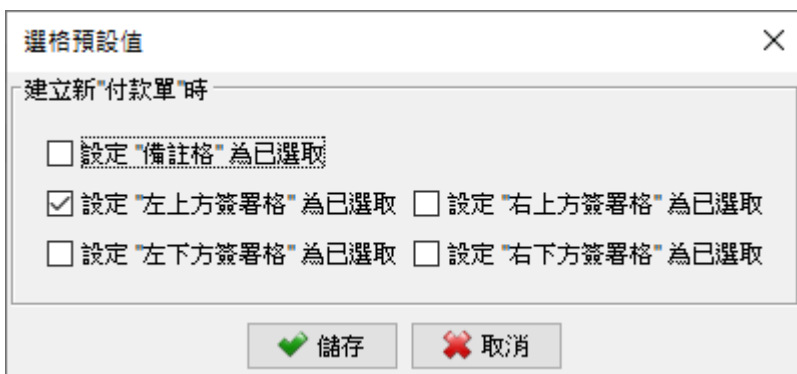 選格預設值
建立新"付款單"時
設定 "備註格" 為已選取
設定 "左上方簽署格" 為已選取 設定 "右上方簽署格" 為已選取
設定 "左下方簽署格" 為已選取 設定 "右下方簽署格" 為已選取
儲存 取消